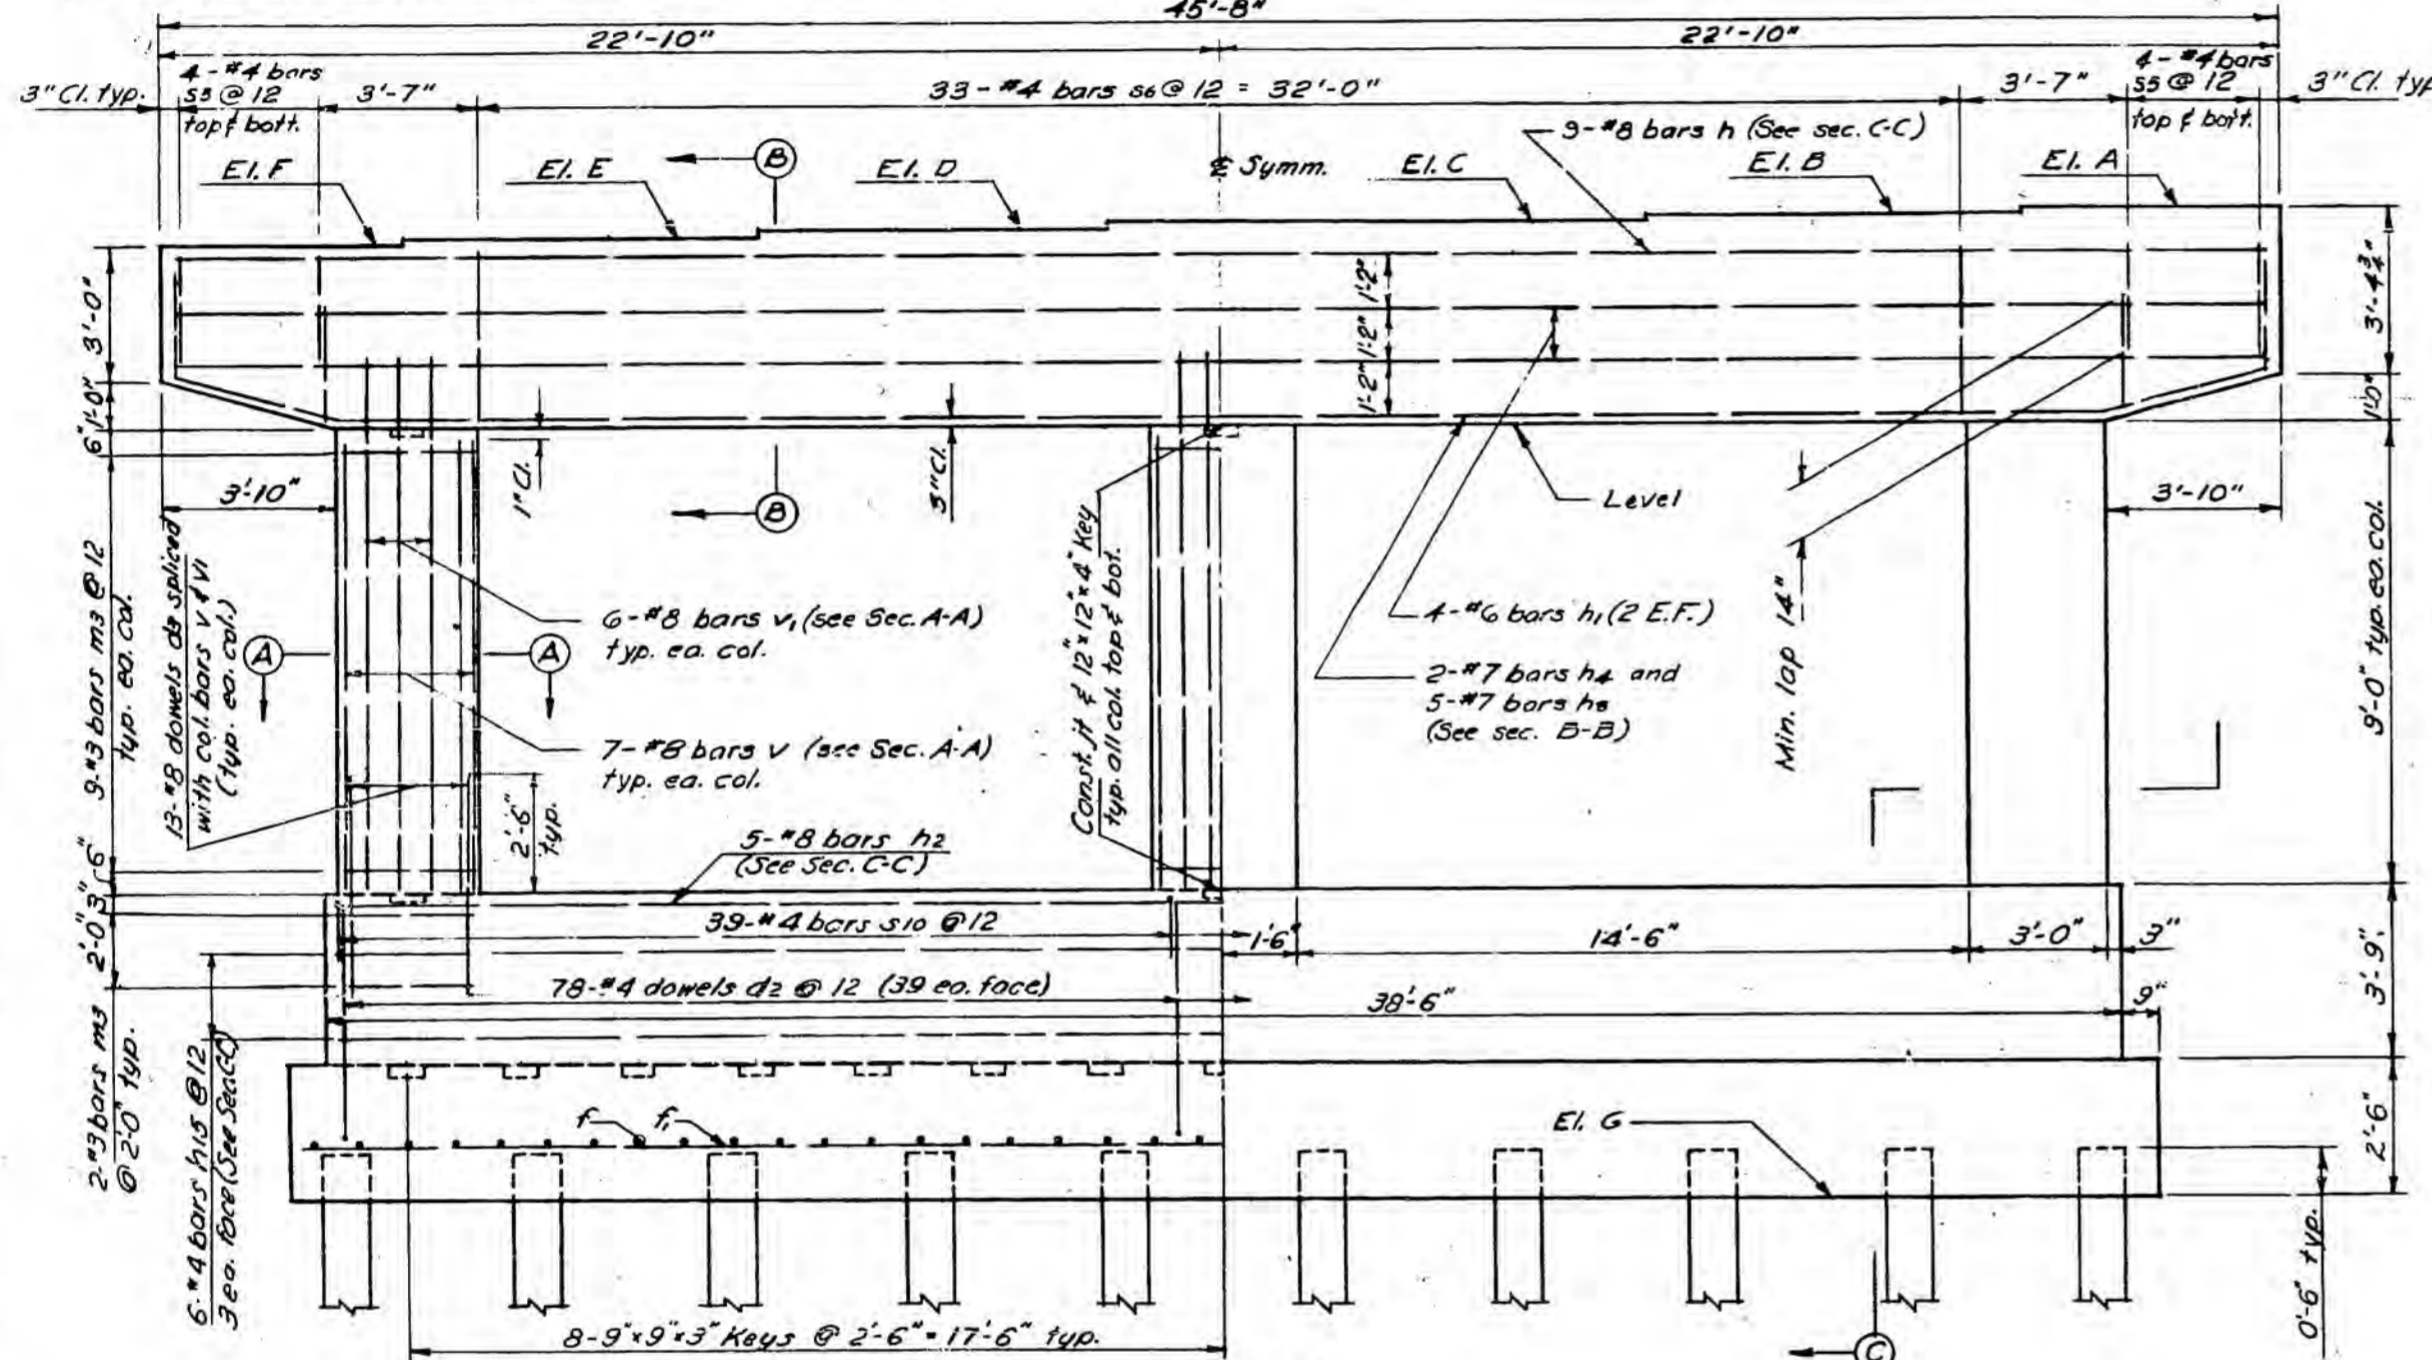 45'-8"
22'-10"
22'-10"
4-#4 bars
s5 @ 12
top & bott.
3" Cl. typ.
3'-7"
33-#4 bars s6 @ 12 = 32'-0"
3'-7"
4-#4 bars
s5 @ 12
top & bott.
3" Cl. typ
9-#8 bars h (See sec. C-C)
B
El. F
El. E
El. D
℄ Symm.
El. C
El. B
El. A
3'-0"
1'-0"
6"
1'-2"
1'-2"
1'-2"
3'-4 3/4"
1'-0"
3'-10"
1" Cl.
B
3" Cl.
Level
3'-10"
9-#3 bars m3 @ 12
typ. ea. col.
13-#8 dowels d3 spliced
with col. bars v & v1
(typ. ea. col.)
A
A
6-#8 bars v1 (see Sec. A-A)
typ. ea. col.
7-#8 bars v (see Sec. A-A)
typ. ea. col.
Const. jt & 12"x12"x4" Key
typ. all col. top & bot.
4-#6 bars h1 (2 E.F.)
2-#7 bars h4 and
5-#7 bars h8
(See sec. B-B)
Min. lap 14"
9'-0" typ. ea. col.
2'-6"
typ.
5-#8 bars h2
(See Sec. C-C)
6"
3"
2'-0"
39-#4 bars s10 @ 12
1'-6"
14'-6"
3'-0"
3"
3'-9"
78-#4 dowels d2 @ 12 (39 ea. face)
38'-6"
9"
2-#3 bars m3
@ 2'-0" typ.
6-#4 bars h15 @ 12
3 ea. face (See Sec. C-C)
f
f1
El. G
2'-6"
0'-6" typ.
8-9"x9"x3" Keys @ 2'-6" = 17'-6" typ.
C